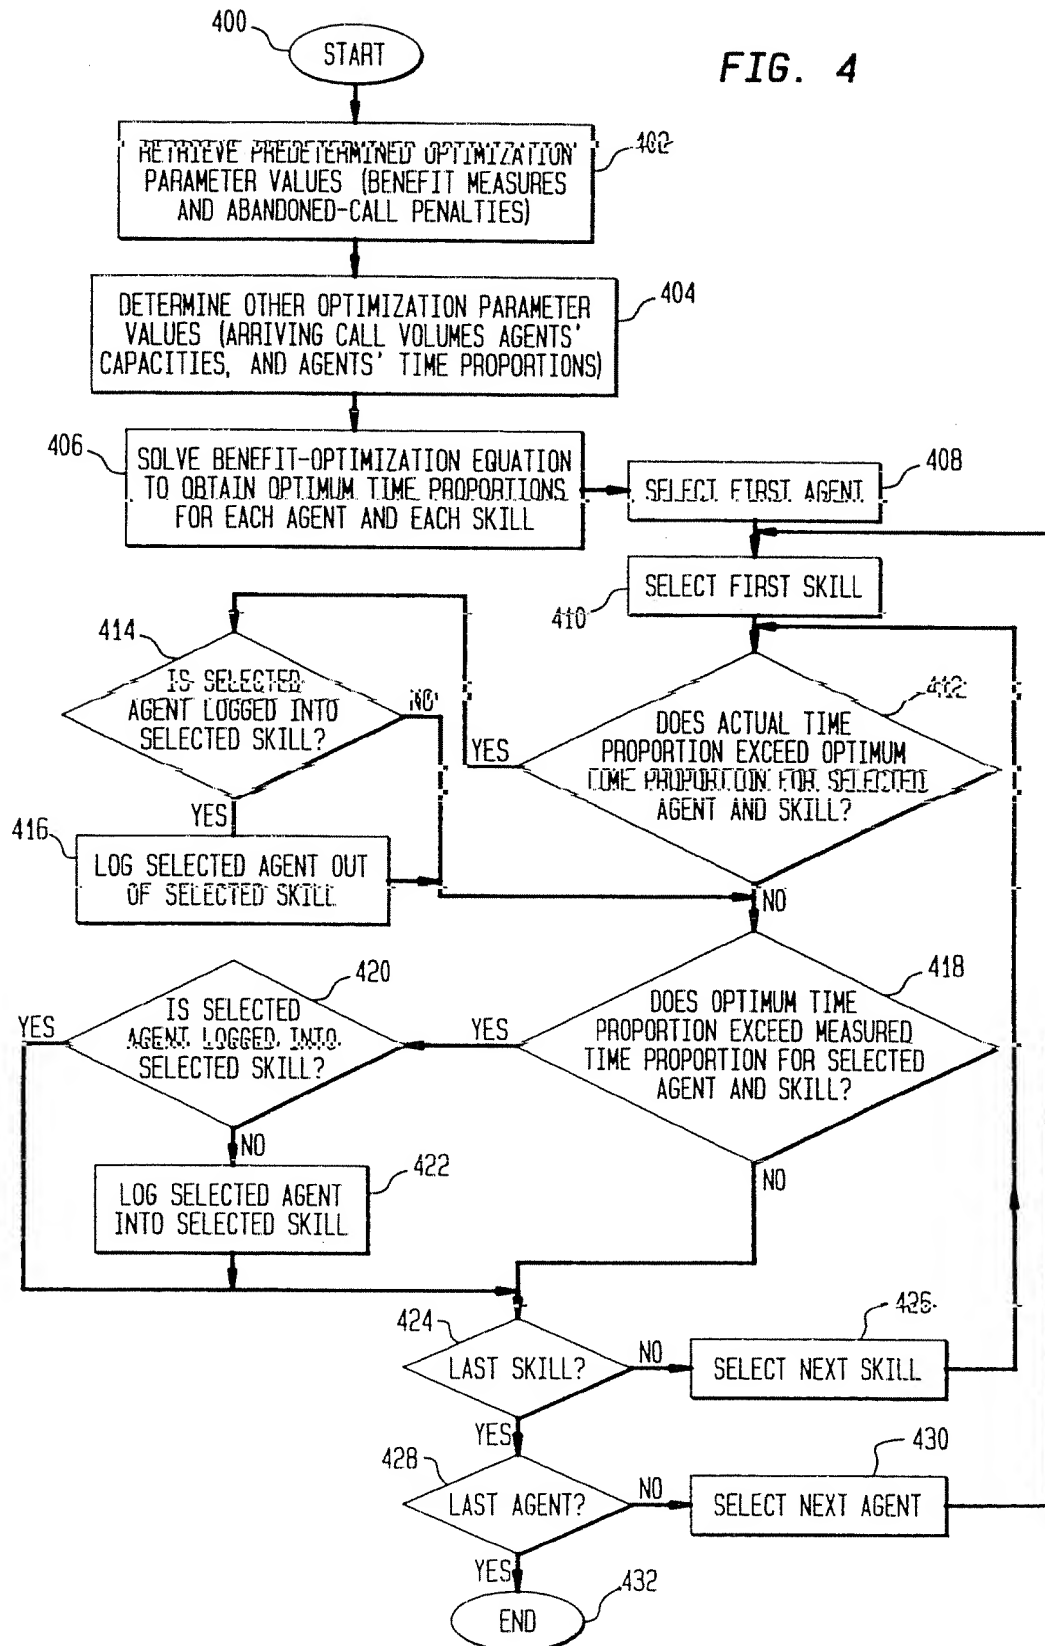 400
START
FIG. 4
RETRIEVE PREDETERMINED OPTIMIZATION
PARAMETER VALUES (BENEFIT MEASURES
AND ABANDONED-CALL PENALTIES)
402
DETERMINE OTHER OPTIMIZATION PARAMETER
VALUES (ARRIVING CALL VOLUMES AGENTS'
CAPACITIES, AND AGENTS' TIME PROPORTIONS)
404
406
SOLVE BENEFIT-OPTIMIZATION EQUATION
TO OBTAIN OPTIMUM TIME PROPORTIONS
FOR EACH AGENT AND EACH SKILL
408
SELECT FIRST AGENT
SELECT FIRST SKILL
410
414
IS SELECTED
AGENT LOGGED INTO
SELECTED SKILL?
NO
YES
412
DOES ACTUAL TIME
PROPORTION EXCEED OPTIMUM
TIME PROPORTION FOR SELECTED
AGENT AND SKILL?
YES
NO
416
LOG SELECTED AGENT OUT
OF SELECTED SKILL
420
IS SELECTED
AGENT LOGGED INTO
SELECTED SKILL?
YES
NO
418
DOES OPTIMUM TIME
PROPORTION EXCEED MEASURED
TIME PROPORTION FOR SELECTED
AGENT AND SKILL?
YES
NO
422
LOG SELECTED AGENT
INTO SELECTED SKILL
424
LAST SKILL?
NO
426
SELECT NEXT SKILL
YES
428
LAST AGENT?
NO
430
SELECT NEXT AGENT
YES
432
END